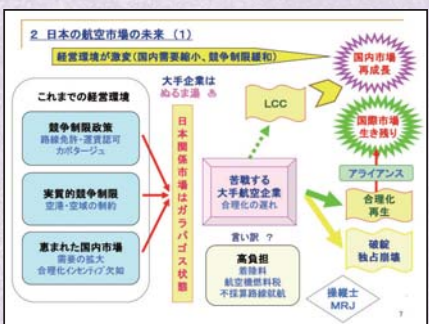 2 日本の航空市場の未来 (1)
経営環境が激変(国内需要縮小、競争制限緩和)
国内市場
再成長
大手企業は
ぬるま湯♨
これまでの経営環境
競争制限政策
路線免許・運賃認可
カボタージュ
実質的競争制限
空港・空域の制約
恵まれた国内市場
需要の拡大
合理化インセンティブ欠如
日本関係市場はガラパゴス状態
LCC
国際市場
生き残り
アライアンス
苦戦する
大手航空企業
合理化の遅れ
合理化
再生
言い訳 ?
高負担
着陸料
航空機燃料税
不採算路線就航
破綻
独占崩壊
操縦士
MRJ
7